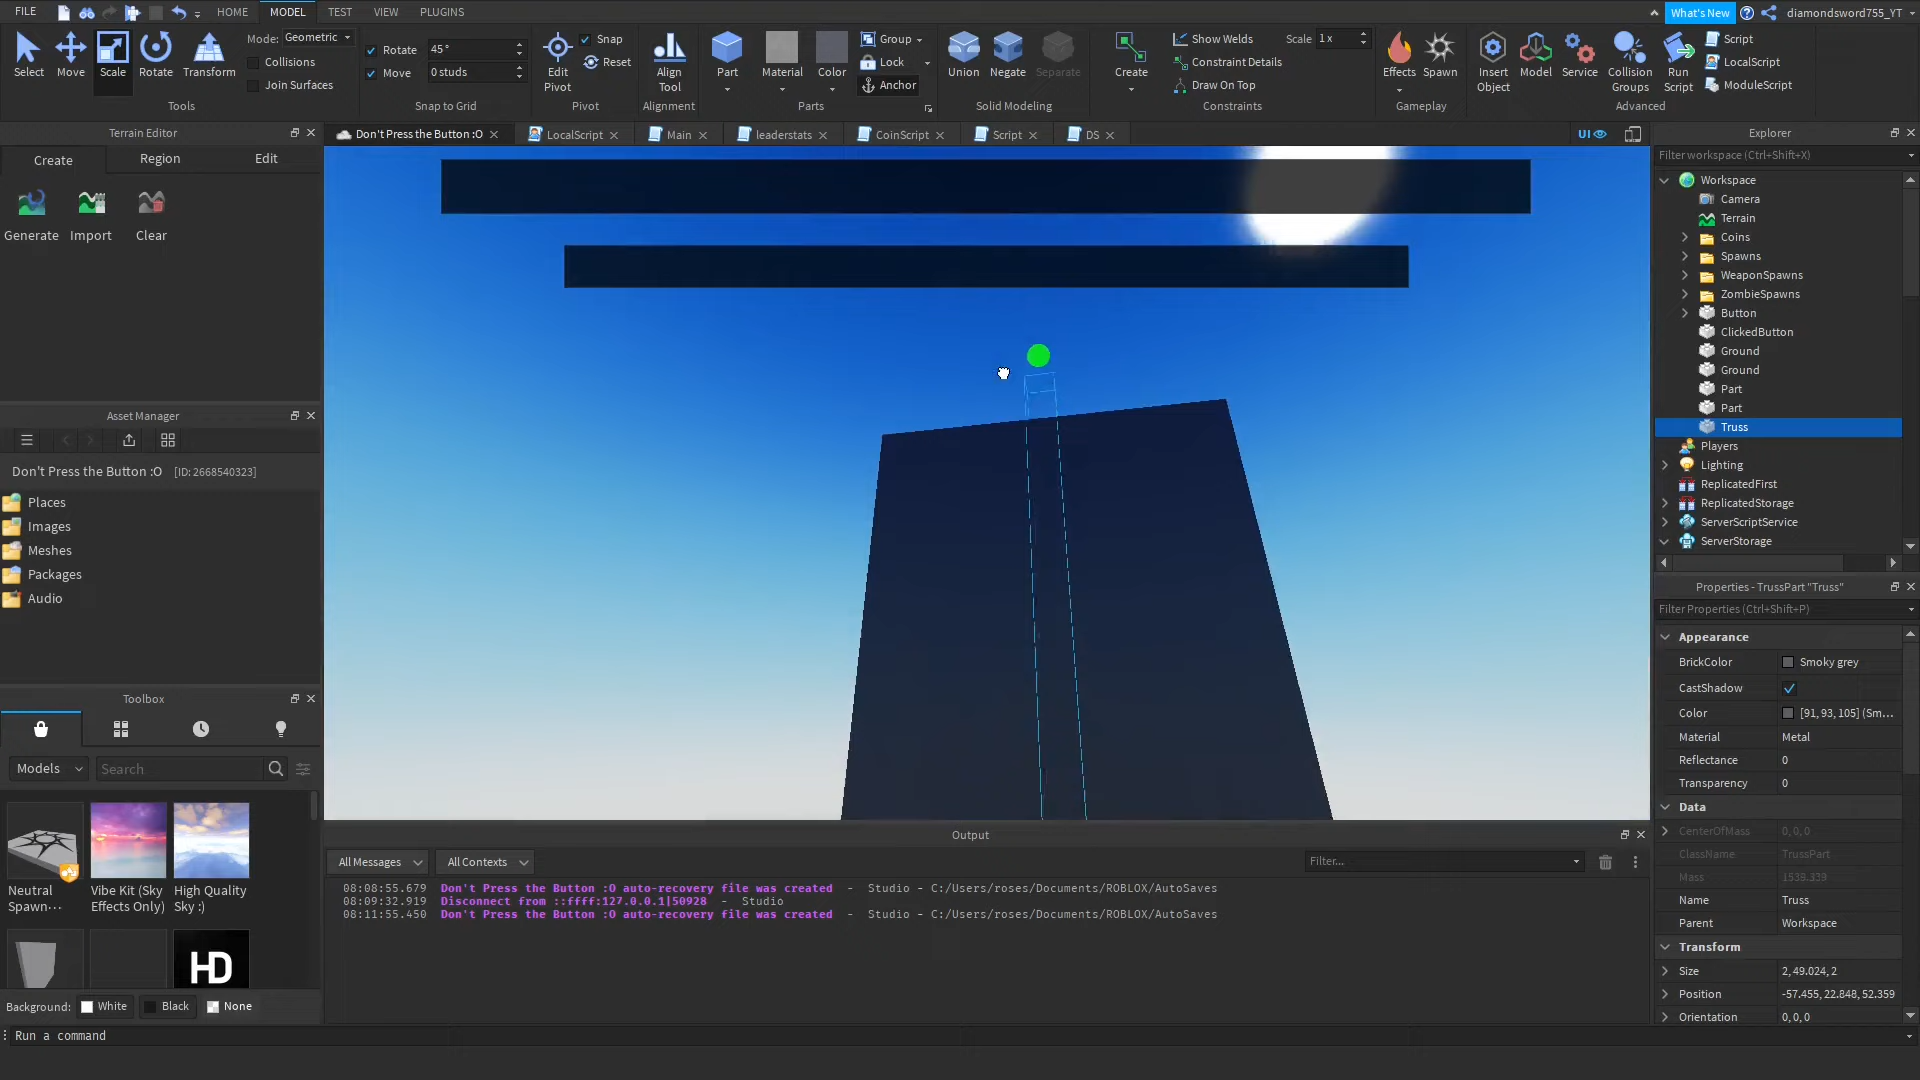 FILE
HOME
MODEL
TEST
VIEW
PLUGINS
What's New
diamondsword755_YT
Select
Move
Scale
Rotate
Transform
Mode:
Geometric
Collisions
Join Surfaces
Tools
Rotate
45 °
Move
0 studs
Snap to Grid
Edit
Pivot
Snap
Reset
Pivot
Align
Tool
Alignment
Part
Material
Color
Group
Lock
Anchor
Parts
Union
Negate
Separate
Solid Modeling
Create
Show Welds
Scale
1 x
Constraint Details
Draw On Top
Constraints
Effects
Spawn
Gameplay
Insert
Object
Model
Service
Collision
Groups
Run
Script
Script
LocalScript
ModuleScript
Advanced
Terrain Editor
Create
Region
Edit
Generate
Import
Clear
Asset Manager
Don't Press the Button :O
[ID: 2668540323]
Places
Images
Meshes
Packages
Audio
Toolbox
Models
Search
Neutral
Spawn···
Vibe Kit (Sky
Effects Only)
High Quality
Sky :)
HD
Background:
White
Black
None
Run a command
Don't Press the Button :O
LocalScript
Main
leaderstats
CoinScript
Script
DS
UI
Output
All Messages
All Contexts
Filter...
08:08:55.679 Don't Press the Button :O auto-recovery file was created - Studio - C:/Users/roses/Documents/ROBLOX/AutoSaves
08:09:32.919 Disconnect from ::ffff:127.0.0.1|50928 - Studio
08:11:55.450 Don't Press the Button :O auto-recovery file was created - Studio - C:/Users/roses/Documents/ROBLOX/AutoSaves
Explorer
Filter workspace (Ctrl+Shift+X)
Workspace
Camera
Terrain
Coins
Spawns
WeaponSpawns
ZombieSpawns
Button
ClickedButton
Ground
Ground
Part
Part
Truss
Players
Lighting
ReplicatedFirst
ReplicatedStorage
ServerScriptService
ServerStorage
Properties - TrussPart "Truss"
Filter Properties (Ctrl+Shift+P)
Appearance
BrickColor
Smoky grey
CastShadow
Color
[91, 93, 105] (Sm...
Material
Metal
Reflectance
0
Transparency
0
Data
CenterOfMass
0, 0, 0
ClassName
TrussPart
Mass
1538.339
Name
Truss
Parent
Workspace
Transform
Size
2, 49.024, 2
Position
-57.455, 22.848, 52.359
Orientation
0, 0, 0